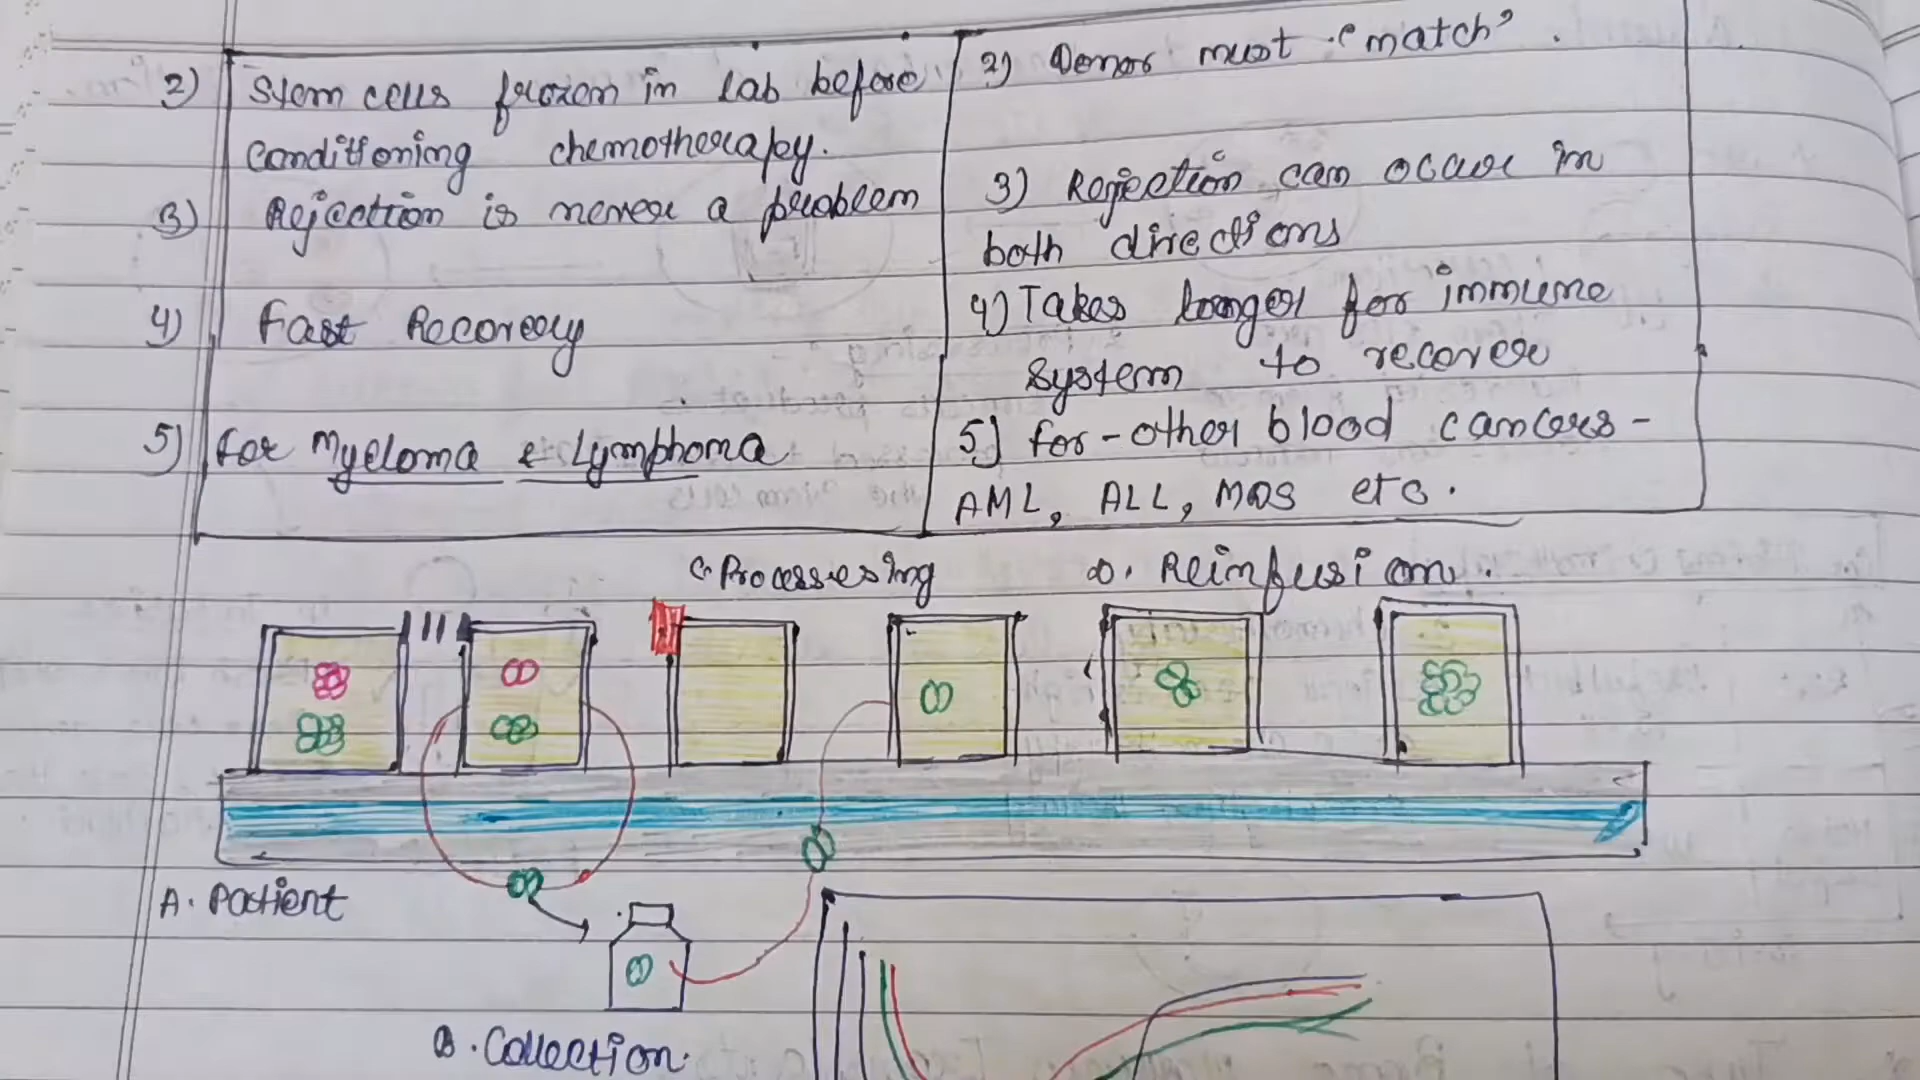 2) Stem cells frozen in lab before
conditioning chemotherapy.
3) Rejection is never a problem
4) Fast Recovery
5) for Myeloma & Lymphoma
2) Donor must "match".
3) Rejection can occur in
both directions
4) Takes longer for immune
system to recover
5) for - other blood cancers -
AML, ALL, MDS etc.
C. Processesing
D. Reinfusion.
A. Patient
B. Collection.